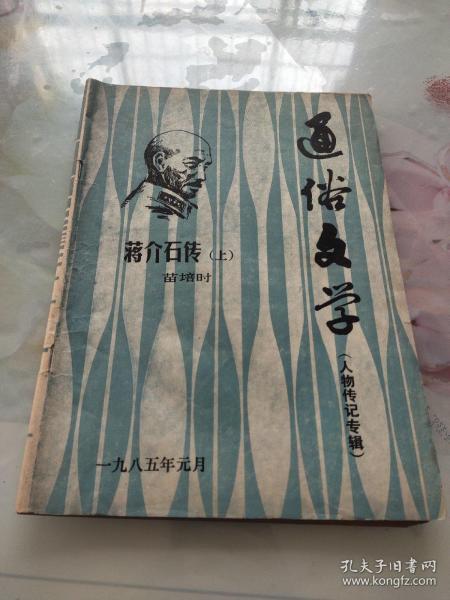 通俗文学
(人物传记专辑)
蒋介石传(上)
苗培时
一九八五年元月
孔夫子旧书网
www.kongfz.com